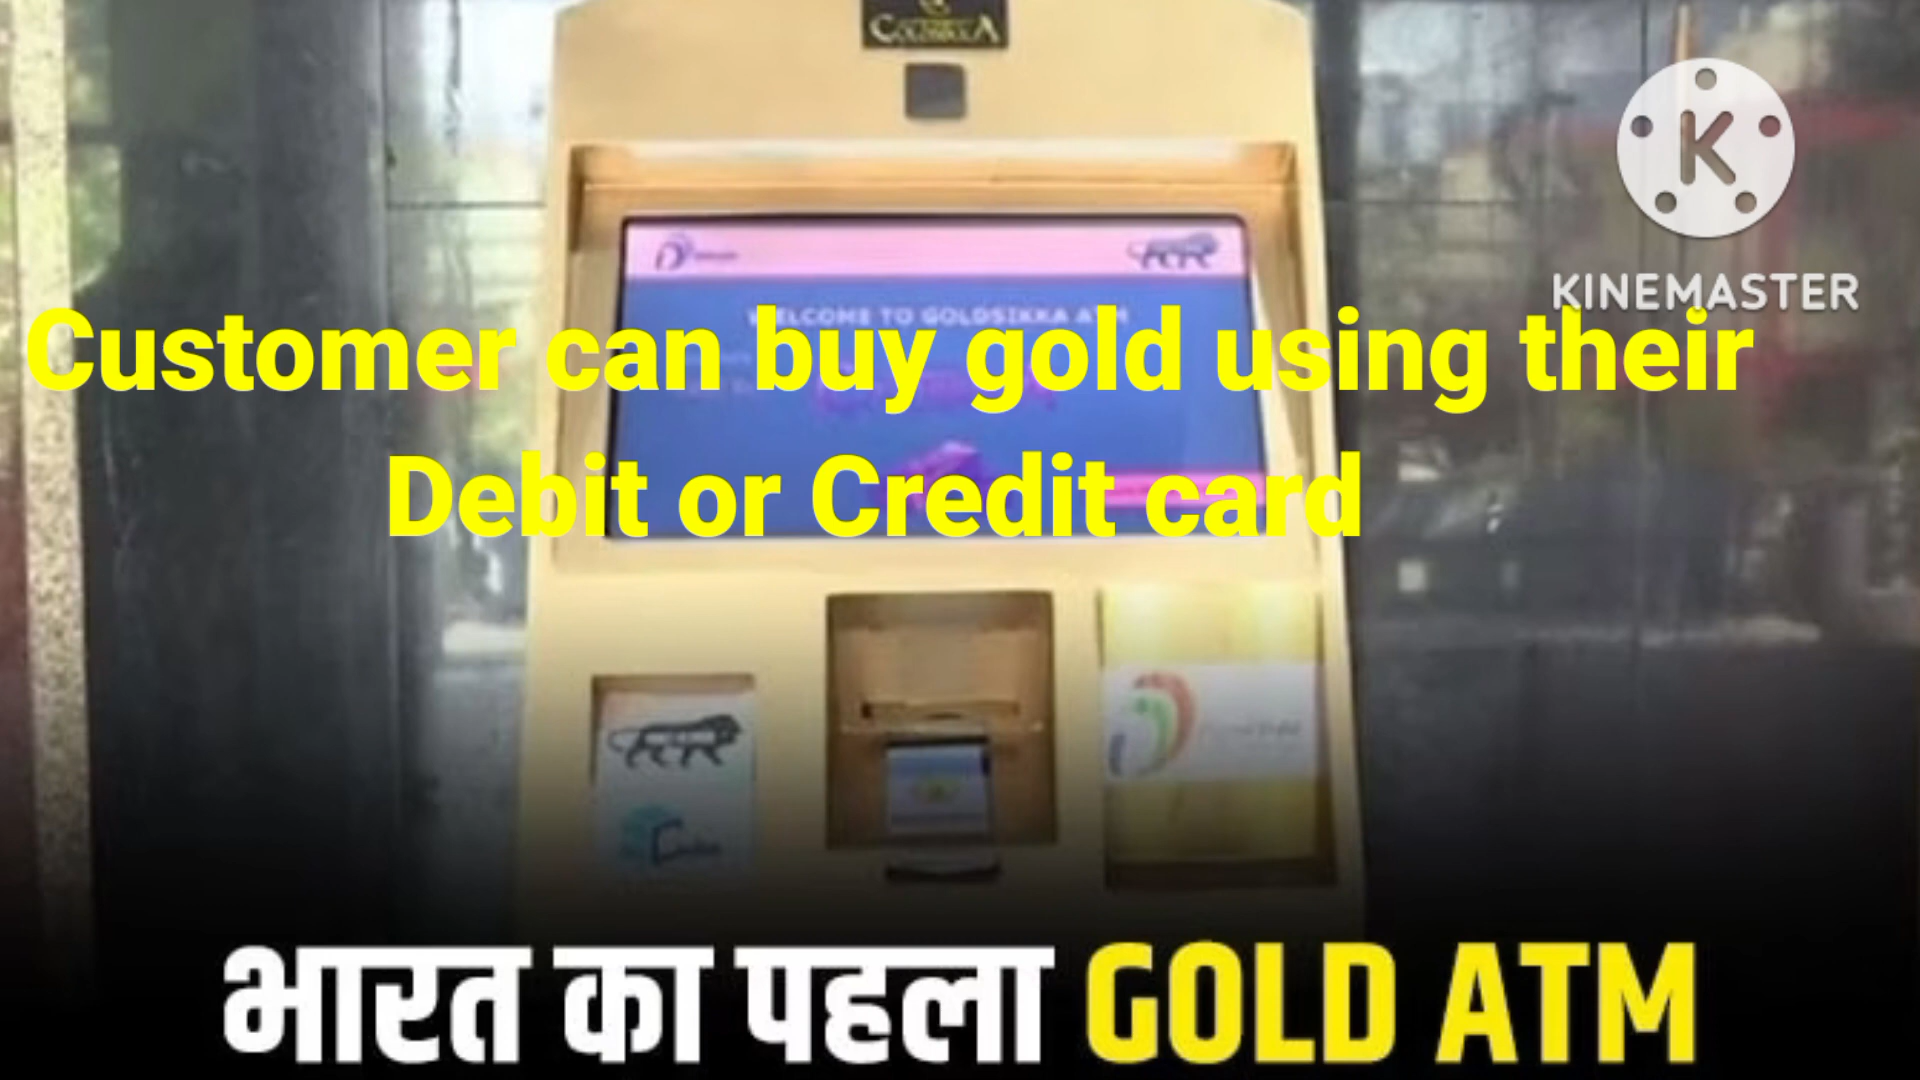 GOLDSIKKA
K
KINEMASTER
WELCOME TO GOLDSIKKA ATM
Customer can buy gold using their
Debit or Credit card
भारत का पहला GOLD ATM